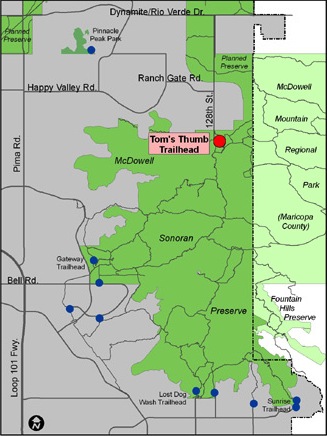 Dynamite/Rio Verde Dr.
Planned
Preserve
Pinnacle
Peak Park
Planned
Preserve
Ranch Gate Rd.
Happy Valley Rd.
128th St.
McDowell
Mountain
Regional
Park
(Maricopa
County)
Tom's Thumb
Trailhead
Pima Rd.
McDowell
Sonoran
Preserve
Gateway
Trailhead
Bell Rd.
Fountain
Hills
Preserve
Loop 101 Fwy.
Lost Dog
Wash Trailhead
Sunrise
Trailhead